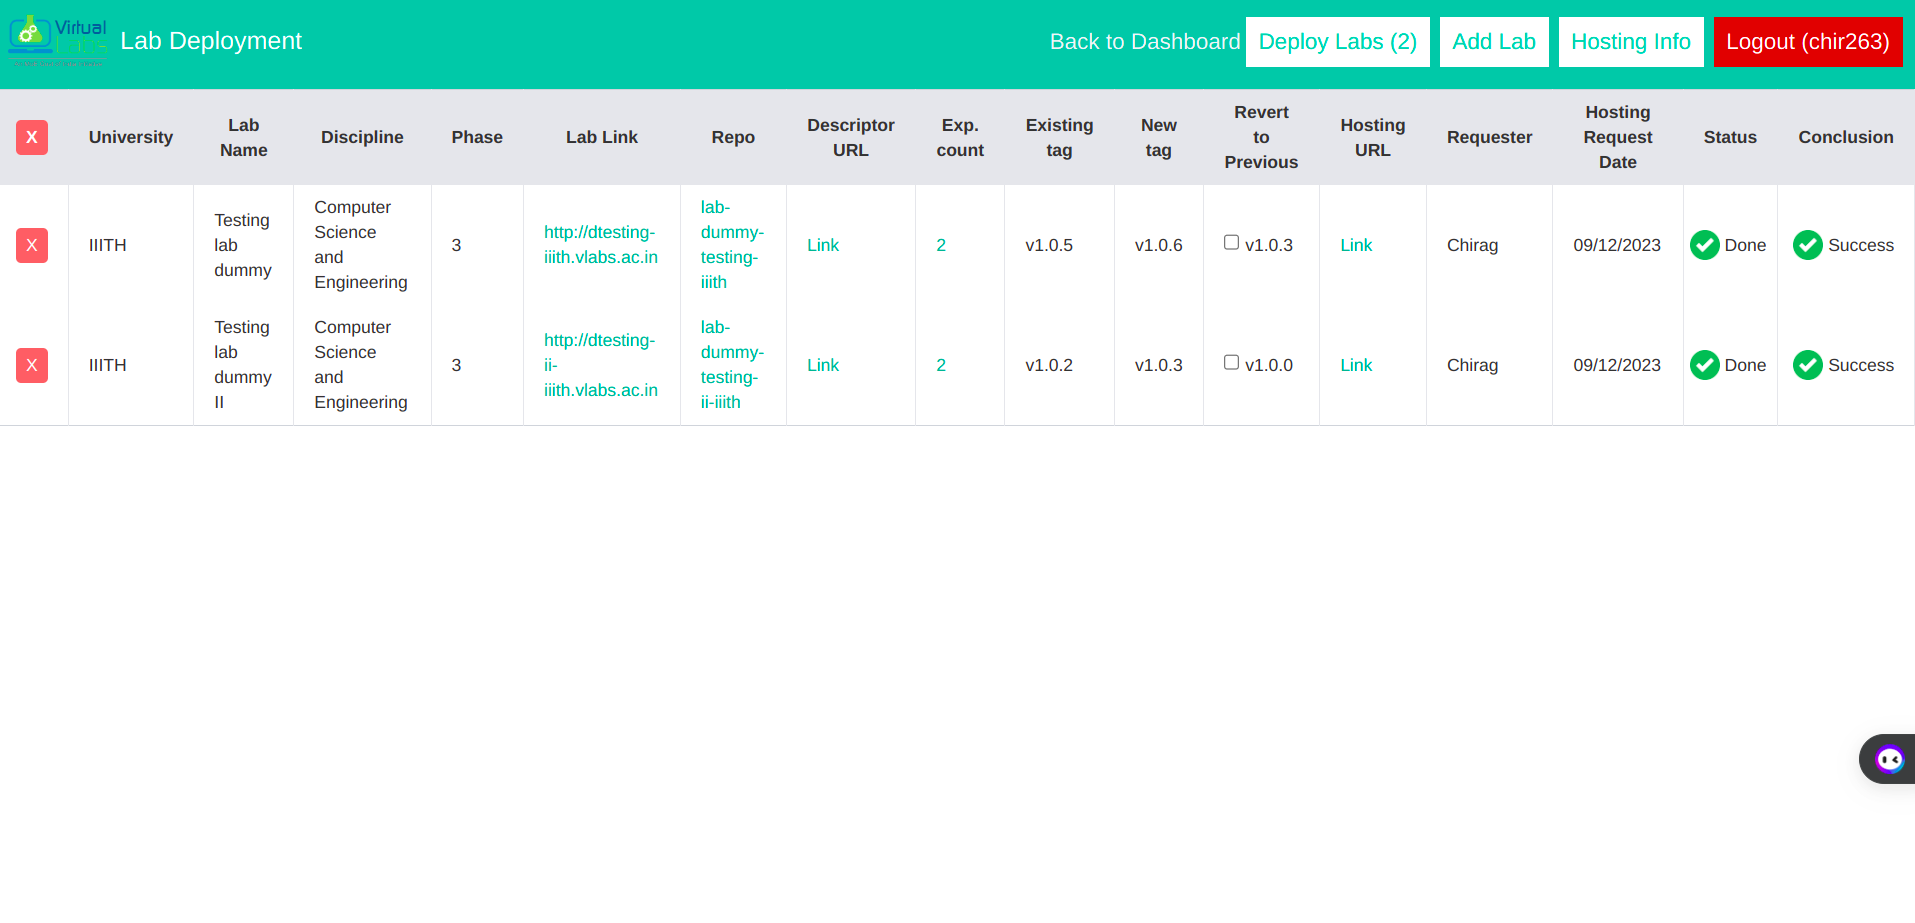 Virtual
Lab Deployment
Back to Dashboard
Deploy Labs (2)
Add Lab
Hosting Info
Logout (chir263)
X
University
Lab
Name
Discipline
Phase
Lab Link
Repo
Descriptor
URL
Exp.
count
Existing
tag
New
tag
Revert
to
Previous
Hosting
URL
Requester
Hosting
Request
Date
Status
Conclusion
X
IIITH
Testing
lab
dummy
Computer
Science
and
Engineering
3
http://dtesting-
iiith.vlabs.ac.in
lab-
dummy-
testing-
iiith
Link
2
v1.0.5
v1.0.6
v1.0.3
Link
Chirag
09/12/2023
Done
Success
X
IIITH
Testing
lab
dummy
II
Computer
Science
and
Engineering
3
http://dtesting-
ii-
iiith.vlabs.ac.in
lab-
dummy-
testing-
ii-iiith
Link
2
v1.0.2
v1.0.3
v1.0.0
Link
Chirag
09/12/2023
Done
Success